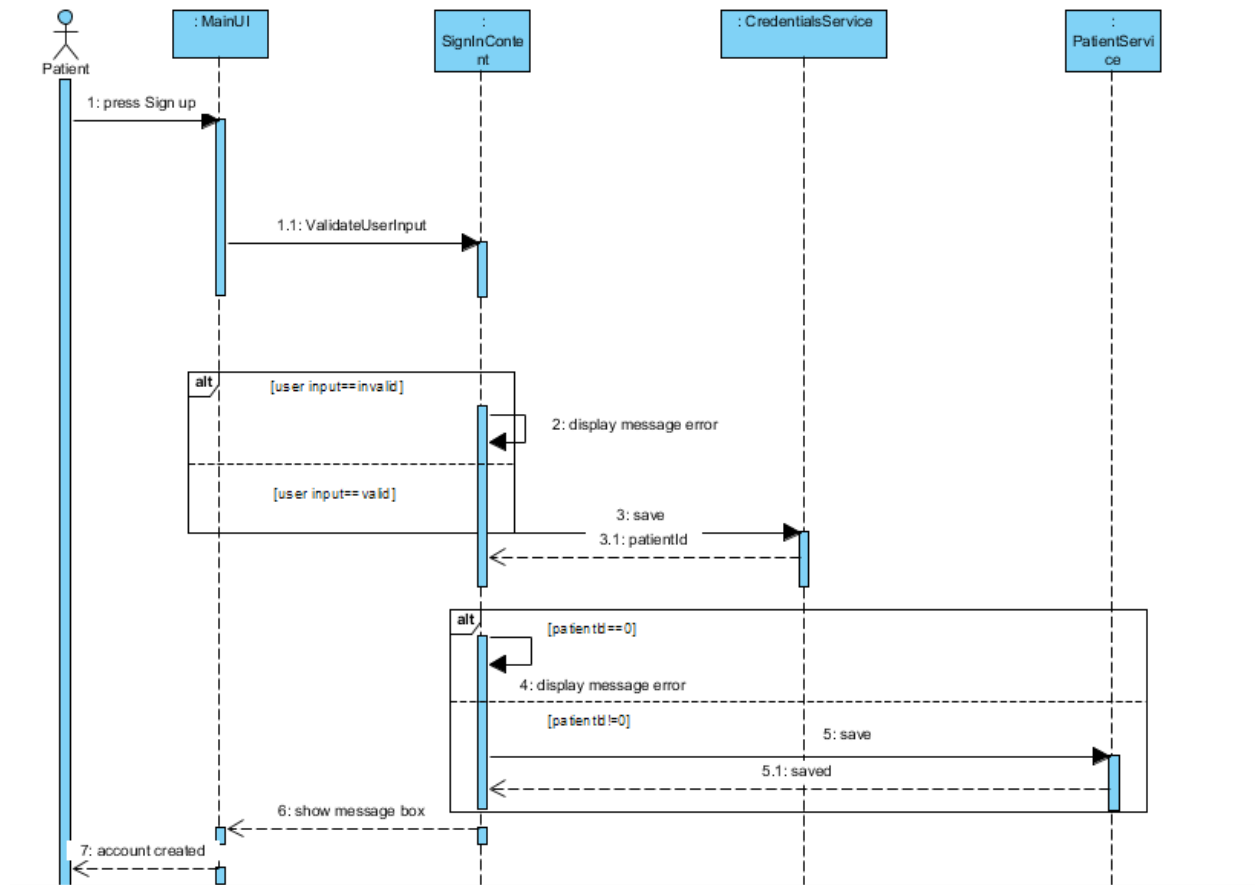 : MainUI
:
SignInConte
nt
: CredentialsService
:
PatientServi
ce
Patient
1: press Sign up
1.1: ValidateUserInput
alt
[user input==invalid]
2: display message error
[user input==valid]
3: save
3.1: patientId
alt
[patientId==0]
4: display message error
[patientId!=0]
5: save
5.1: saved
6: show message box
7: account created